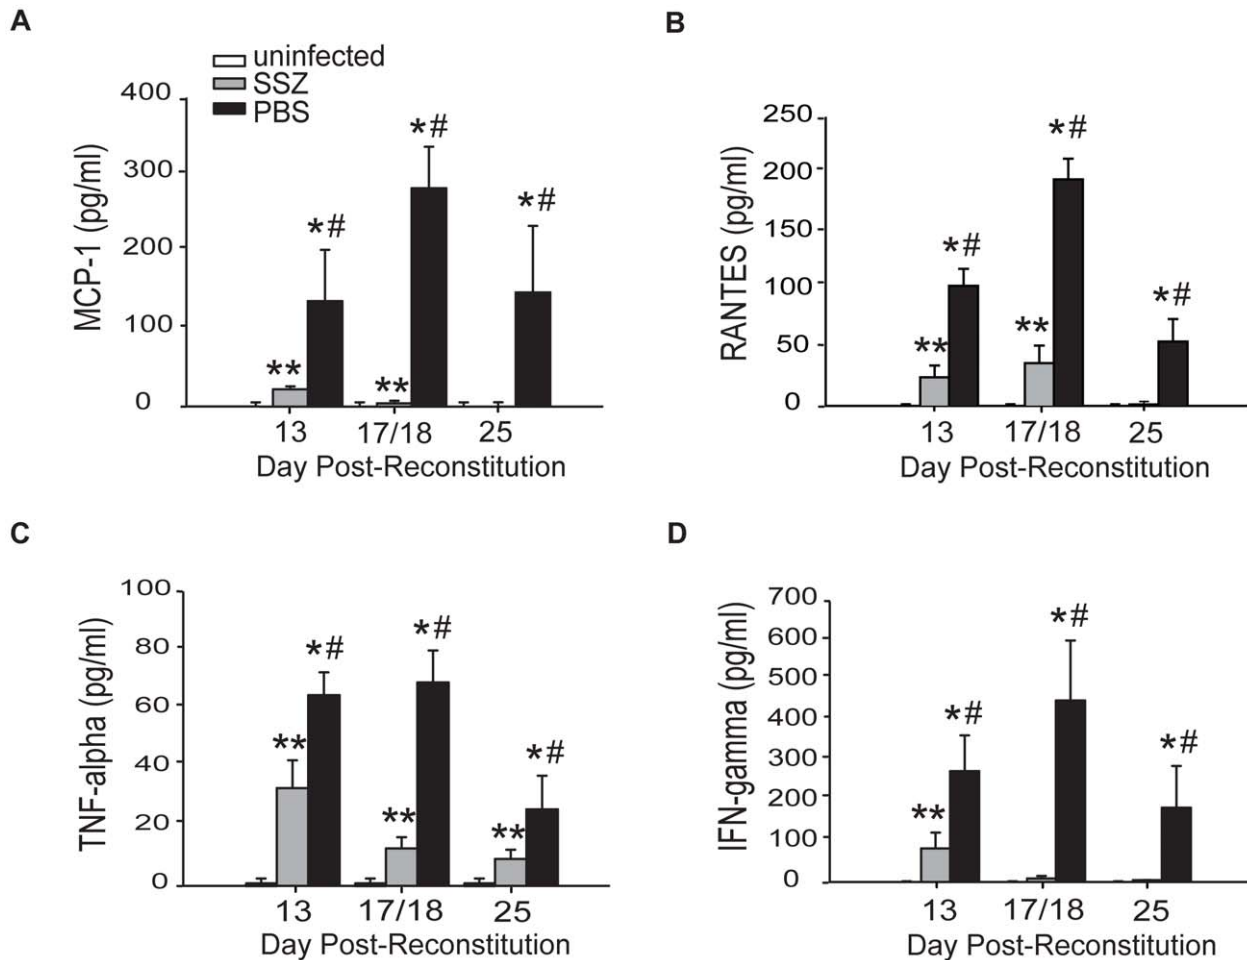 A
uninfected
SSZ
PBS
400
300
200
100
0
MCP-1 (pg/ml)
*#
*#
*#
**
**
13 17/18 25
Day Post-Reconstitution
B
250
200
150
100
50
0
RANTES (pg/ml)
*#
*#
*#
**
**
13 17/18 25
Day Post-Reconstitution
C
100
80
60
40
20
0
TNF-alpha (pg/ml)
*#
*#
*#
**
**
**
13 17/18 25
Day Post-Reconstitution
D
700
600
500
400
300
200
100
0
IFN-gamma (pg/ml)
*#
*#
*#
**
13 17/18 25
Day Post-Reconstitution